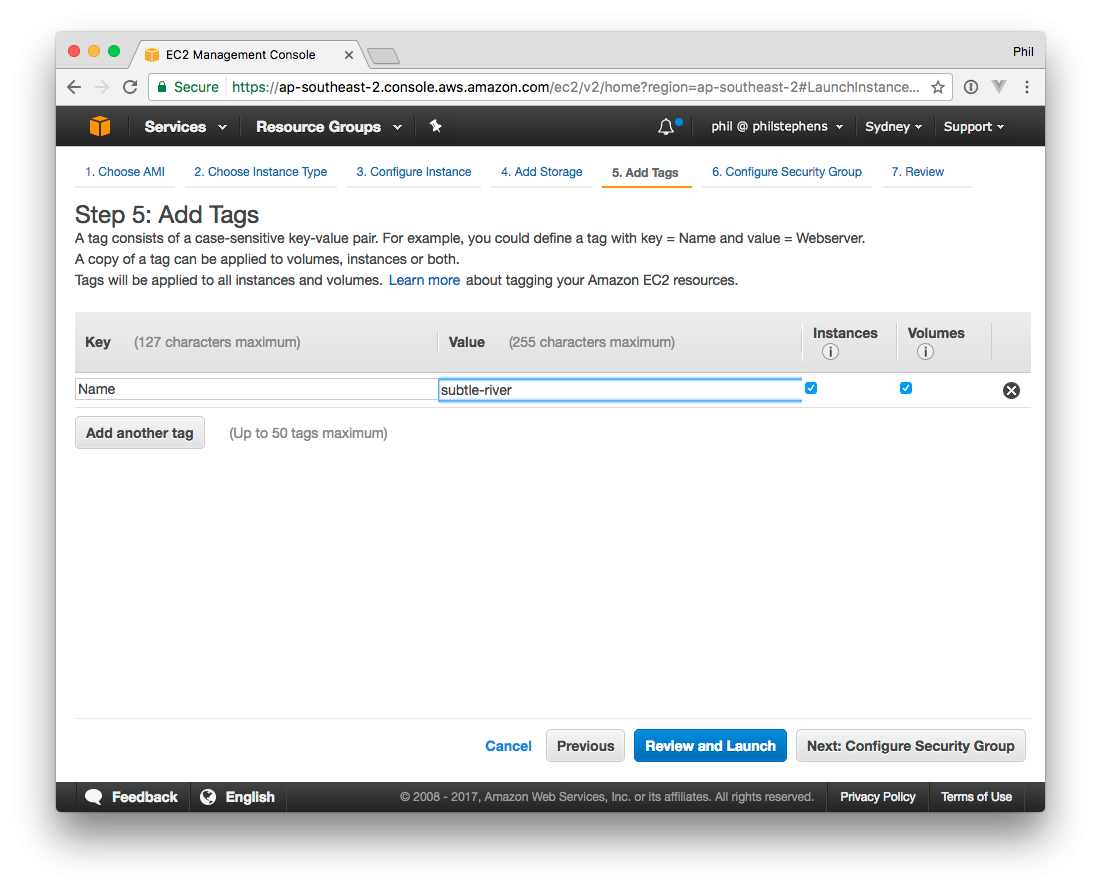 EC2 Management Console
Phil
Secure https://ap-southeast-2.console.aws.amazon.com/ec2/v2/home?region=ap-southeast-2#LaunchInstance...
Services Resource Groups phil @ philstephens Sydney Support
1. Choose AMI 2. Choose Instance Type 3. Configure Instance 4. Add Storage 5. Add Tags 6. Configure Security Group 7. Review
Step 5: Add Tags
A tag consists of a case-sensitive key-value pair. For example, you could define a tag with key = Name and value = Webserver.
A copy of a tag can be applied to volumes, instances or both.
Tags will be applied to all instances and volumes. Learn more about tagging your Amazon EC2 resources.
Key (127 characters maximum) Value (255 characters maximum) Instances Volumes
Name subtle-river
Add another tag (Up to 50 tags maximum)
Cancel Previous Review and Launch Next: Configure Security Group
Feedback English © 2008 - 2017, Amazon Web Services, Inc. or its affiliates. All rights reserved. Privacy Policy Terms of Use